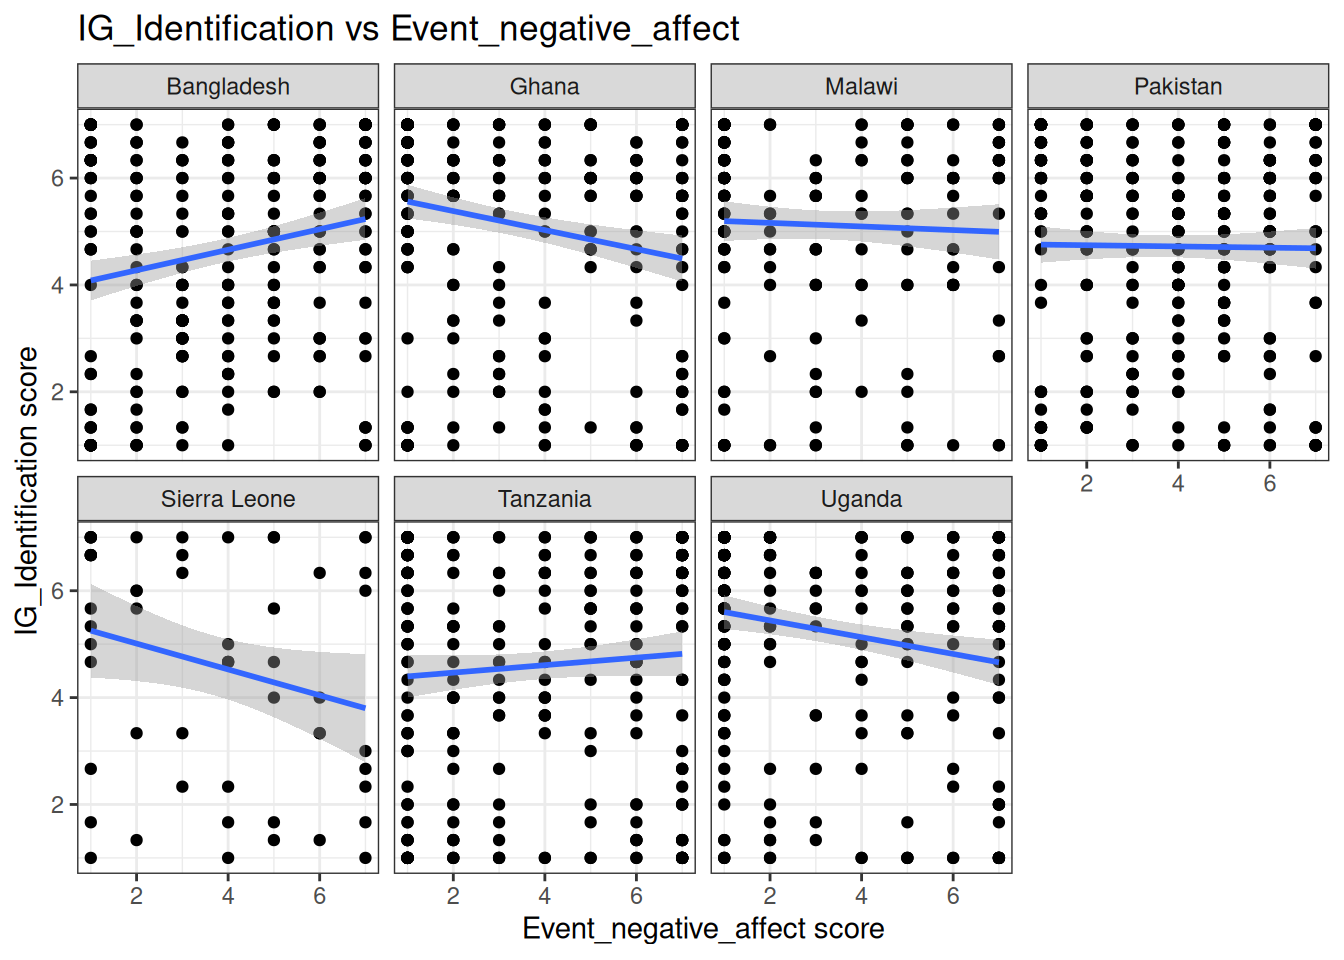 IG_Identification vs Event_negative_affect
Bangladesh
Ghana
Malawi
Pakistan
6
4
2
2 4 6
Sierra Leone
Tanzania
Uganda
6
4
2
2 4 6
2 4 6
2 4 6
IG_Identification score
Event_negative_affect score